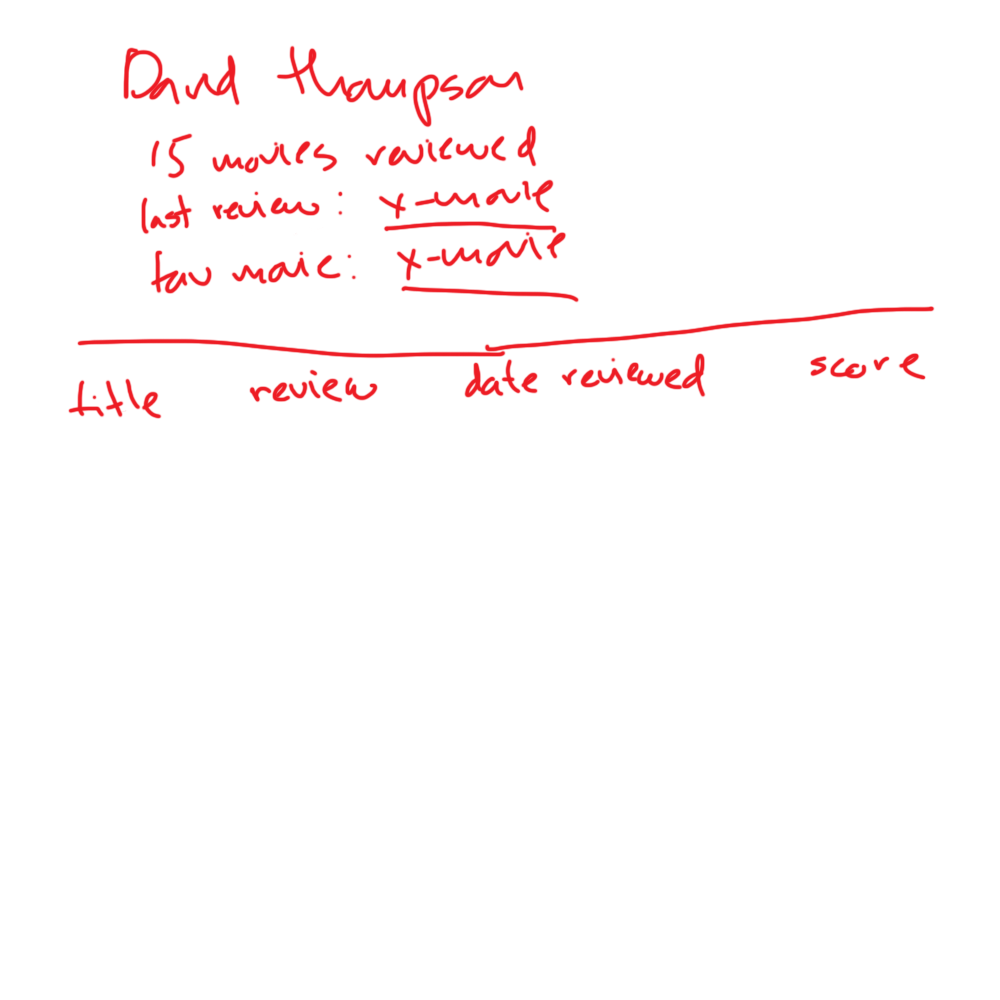 David thompson
15 movies reviewed
last review: x-movie
fav movie: x-movie
title review date reviewed score